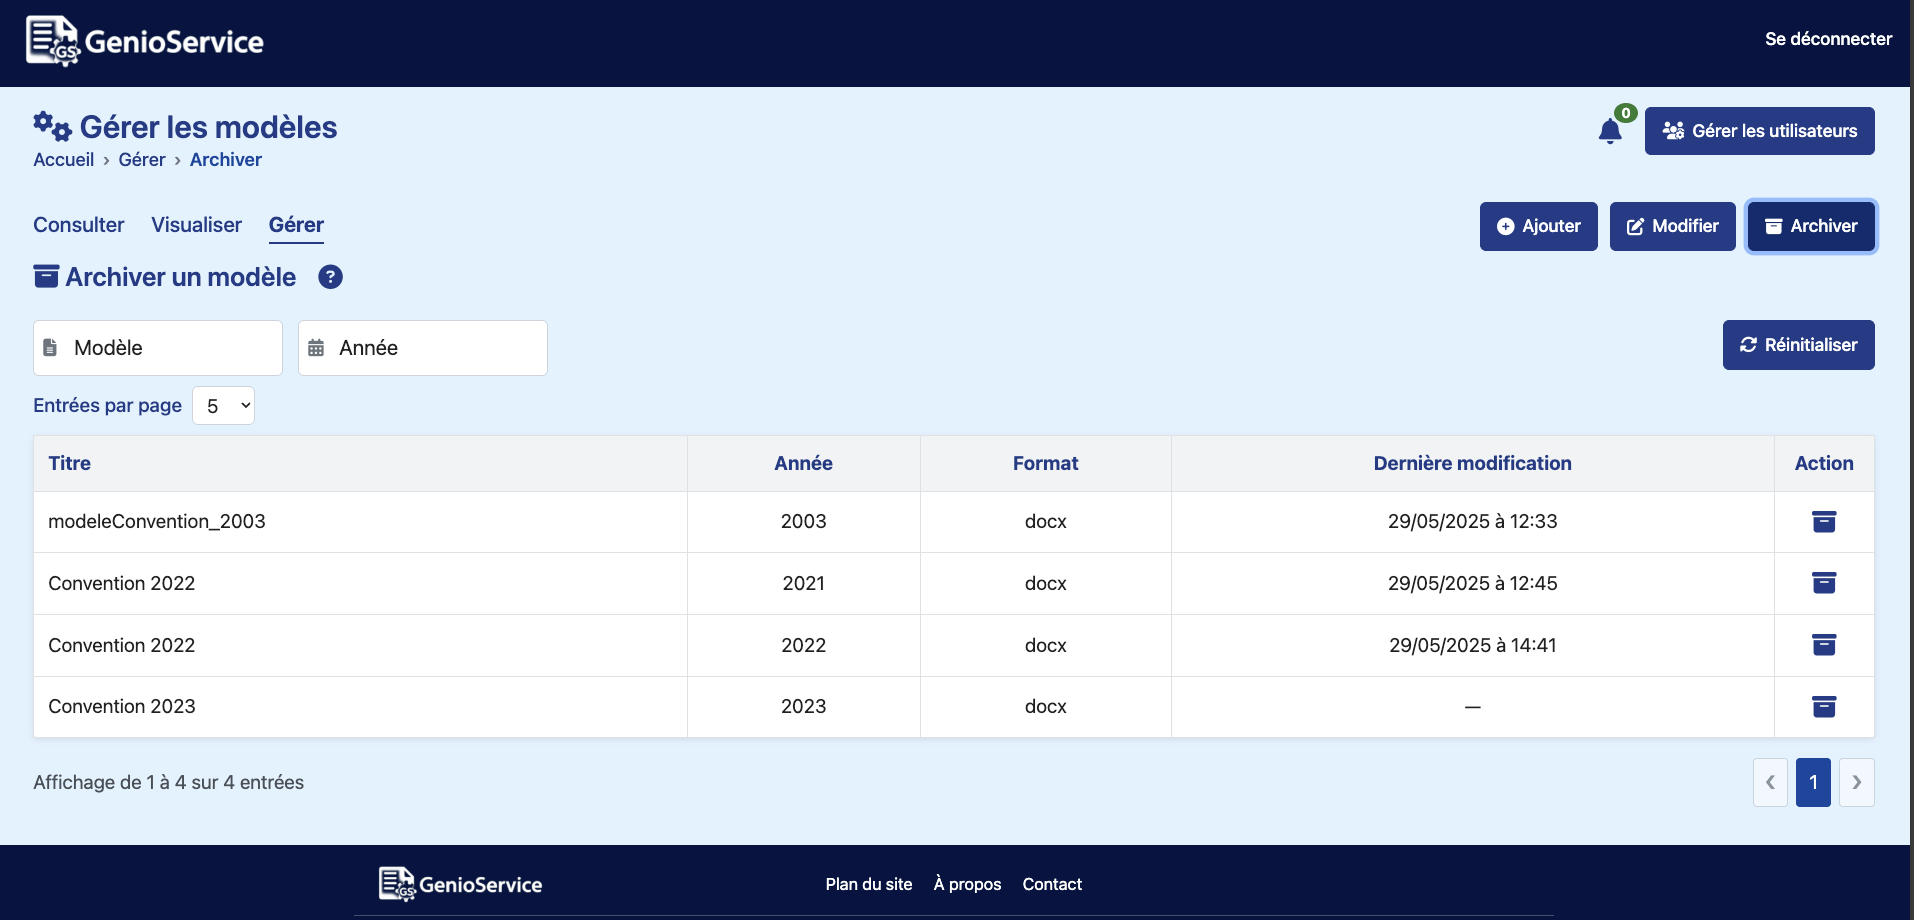 GS GenioService
Se déconnecter
Gérer les modèles
0
Gérer les utilisateurs
Accueil › Gérer › Archiver
Consulter Visualiser Gérer
Ajouter Modifier Archiver
Archiver un modèle ?
Modèle Année
Réinitialiser
Entrées par page 5
Titre Année Format Dernière modification Action
modeleConvention_2003 2003 docx 29/05/2025 à 12:33
Convention 2022 2021 docx 29/05/2025 à 12:45
Convention 2022 2022 docx 29/05/2025 à 14:41
Convention 2023 2023 docx —
Affichage de 1 à 4 sur 4 entrées
‹ 1 ›
GS GenioService
Plan du site À propos Contact